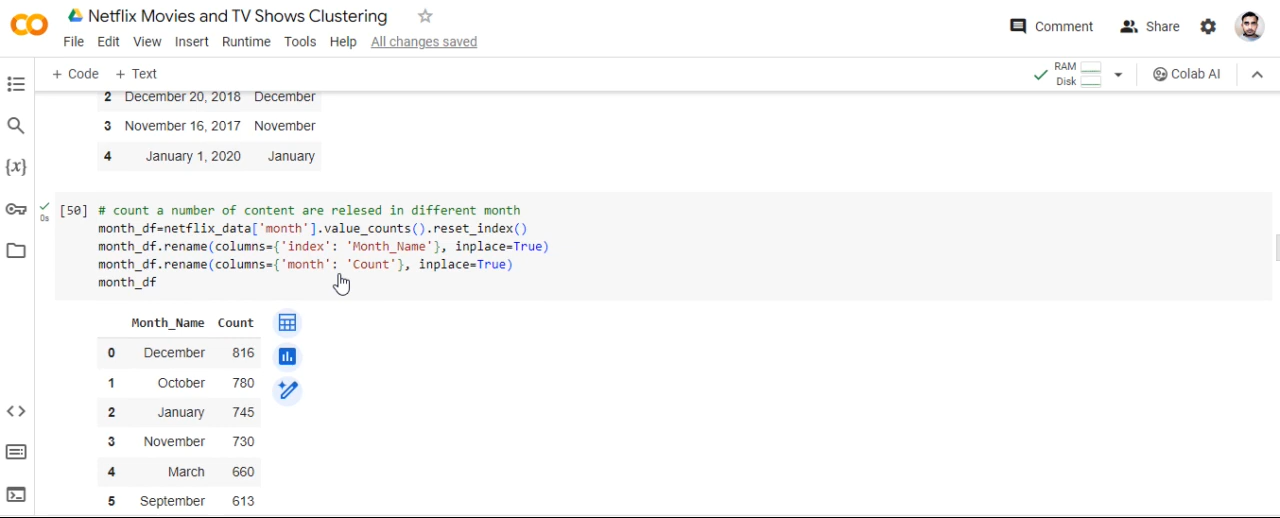 Netflix Movies and TV Shows Clustering
File Edit View Insert Runtime Tools Help All changes saved
Comment Share
+ Code + Text
RAM
Disk
Colab AI
2 December 20, 2018 December
3 November 16, 2017 November
4 January 1, 2020 January
{x}
0s
[50] # count a number of content are relesed in different month
month_df=netflix_data['month'].value_counts().reset_index()
month_df.rename(columns={'index': 'Month_Name'}, inplace=True)
month_df.rename(columns={'month': 'Count'}, inplace=True)
month_df
Month_Name Count
0 December 816
1 October 780
2 January 745
3 November 730
4 March 660
5 September 613